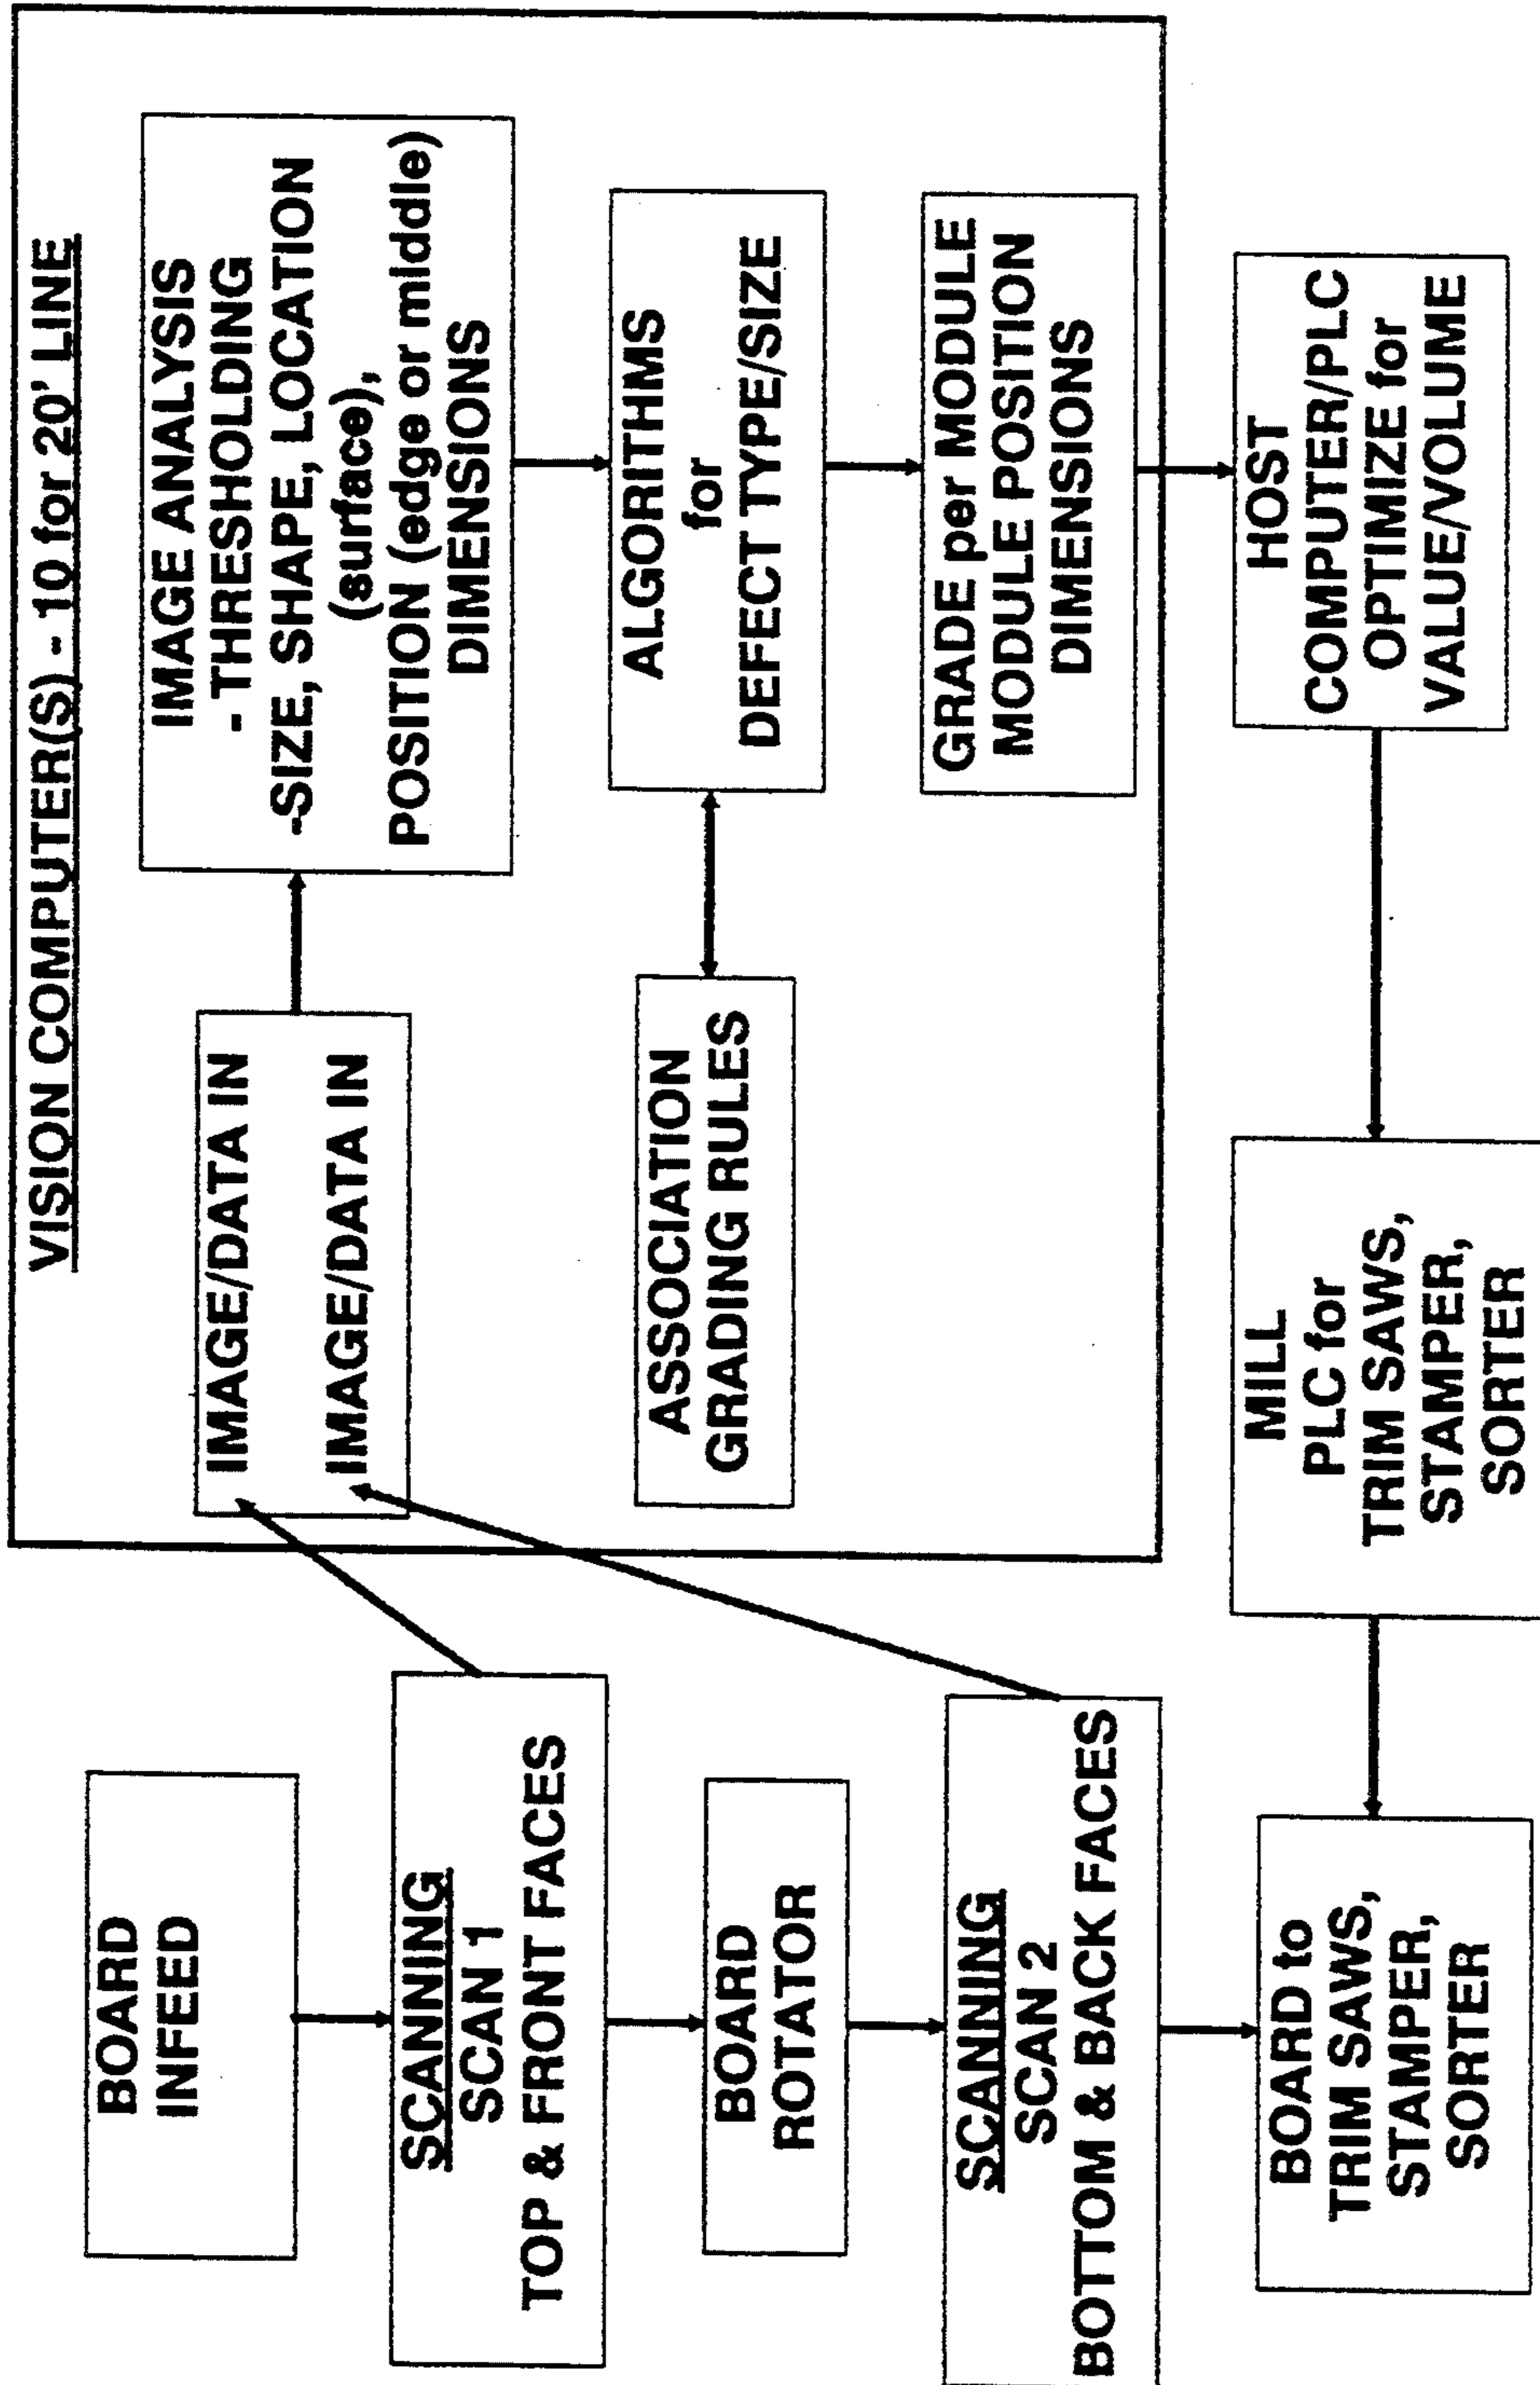 BOARD
INFEED
SCANNING
SCAN 1
TOP & FRONT FACES
BOARD
ROTATOR
SCANNING
SCAN 2
BOTTOM & BACK FACES
BOARD to
TRIM SAWS,
STAMPER,
SORTER
VISION COMPUTER(S) - 10 for 20' LINE
IMAGE/DATA IN
IMAGE/DATA IN
IMAGE ANALYSIS
- THRESHOLDING
-SIZE, SHAPE, LOCATION
(surface),
POSITION (edge or middle)
DIMENSIONS
ASSOCIATION
GRADING RULES
ALGORITHMS
for
DEFECT TYPE/SIZE
GRADE per MODULE
MODULE POSITION
DIMENSIONS
HOST
COMPUTER/PLC
OPTIMIZE for
VALUE/VOLUME
MILL
PLC for
TRIM SAWS,
STAMPER,
SORTER